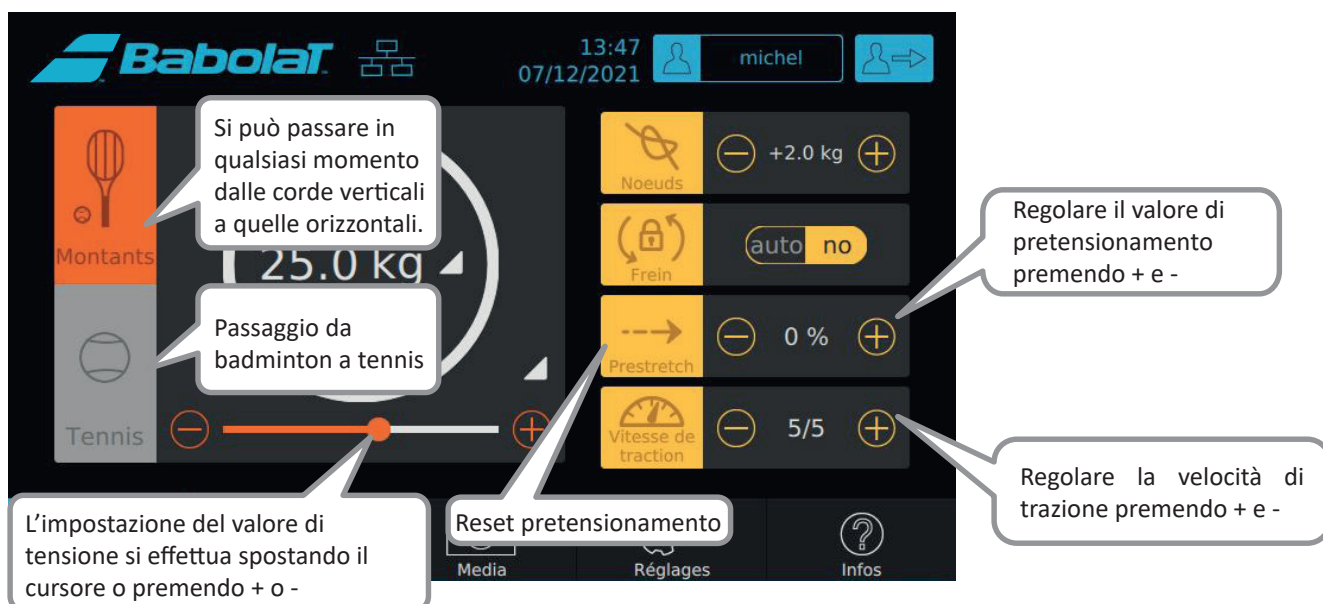 BabolaT
13:47
07/12/2021
michel
Montants
Si può passare in
qualsiasi momento
dalle corde verticali
a quelle orizzontali.
25.0 kg
Passaggio da
badminton a tennis
Tennis
Noeuds
+2.0 kg
Frein
auto no
Prestretch
0 %
Vitesse de
traction
5/5
Regolare il valore di
pretensionamento
premendo + e -
Regolare la velocità di
trazione premendo + e -
L’impostazione del valore di
tensione si effettua spostando il
cursore o premendo + o -
Reset pretensionamento
Media
Réglages
Infos